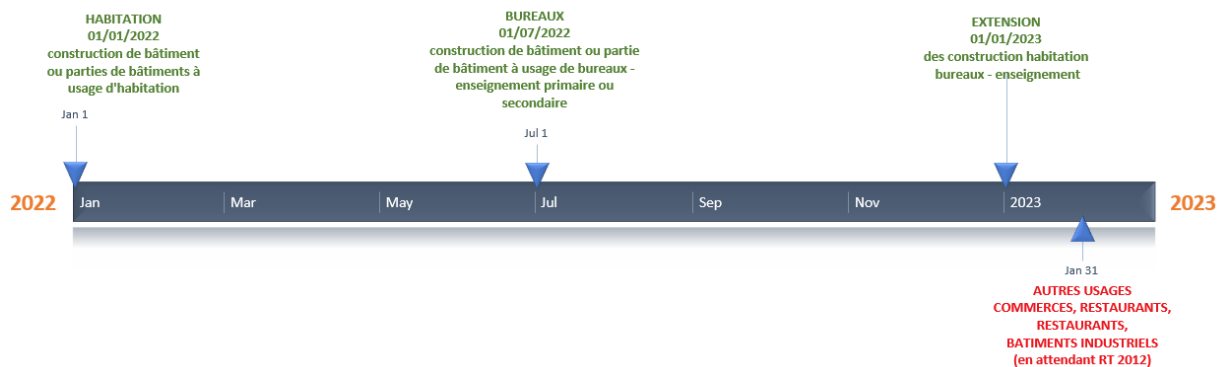 HABITATION
01/01/2022
construction de bâtiment
ou parties de bâtiments à
usage d'habitation
Jan 1
BUREAUX
01/07/2022
construction de bâtiment ou partie
de bâtiment à usage de bureaux -
enseignement primaire ou
secondaire
Jul 1
EXTENSION
01/01/2023
des construction habitation
bureaux - enseignement
2022
Jan
Mar
May
Jul
Sep
Nov
2023
2023
Jan 31
AUTRES USAGES
COMMERCES, RESTAURANTS,
RESTAURANTS,
BATIMENTS INDUSTRIELS
(en attendant RT 2012)